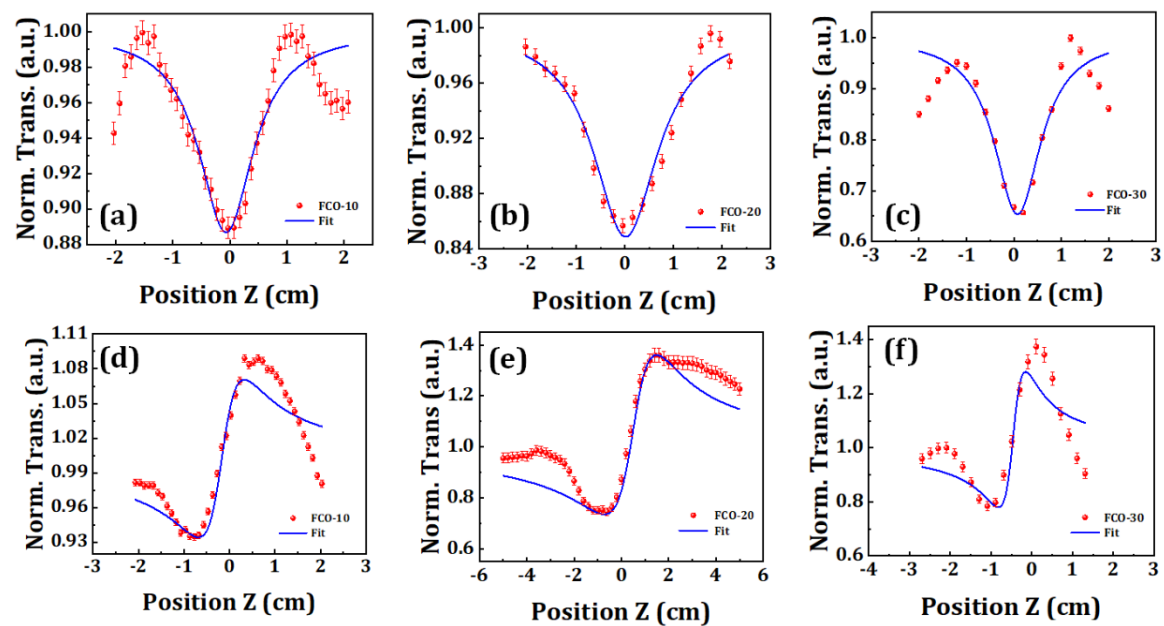 Norm. Trans. (a.u.)
1.00
0.98
0.96
0.94
0.92
0.90
0.88
(a)
FCO-10
Fit
-2 -1 0 1 2
Position Z (cm)
Norm. Trans. (a.u.)
1.00
0.96
0.92
0.88
0.84
(b)
FCO-20
Fit
-3 -2 -1 0 1 2 3
Position Z (cm)
Norm. Trans. (a.u.)
1.0
0.9
0.8
0.7
0.6
(c)
FCO-30
Fit
-3 -2 -1 0 1 2 3
Position Z (cm)
Norm. Trans. (a.u.)
1.11
1.08
1.05
1.02
0.99
0.96
0.93
(d)
FCO-10
Fit
-3 -2 -1 0 1 2 3
Position Z (cm)
Norm. Trans (a.u.)
1.4
1.2
1.0
0.8
0.6
(e)
FCO-20
Fit
-6 -4 -2 0 2 4 6
Position Z (cm)
Norm. Trans. (a.u.)
1.4
1.2
1.0
0.8
0.6
(f)
FCO-30
Fit
-4 -3 -2 -1 0 1 2
Position Z (cm)